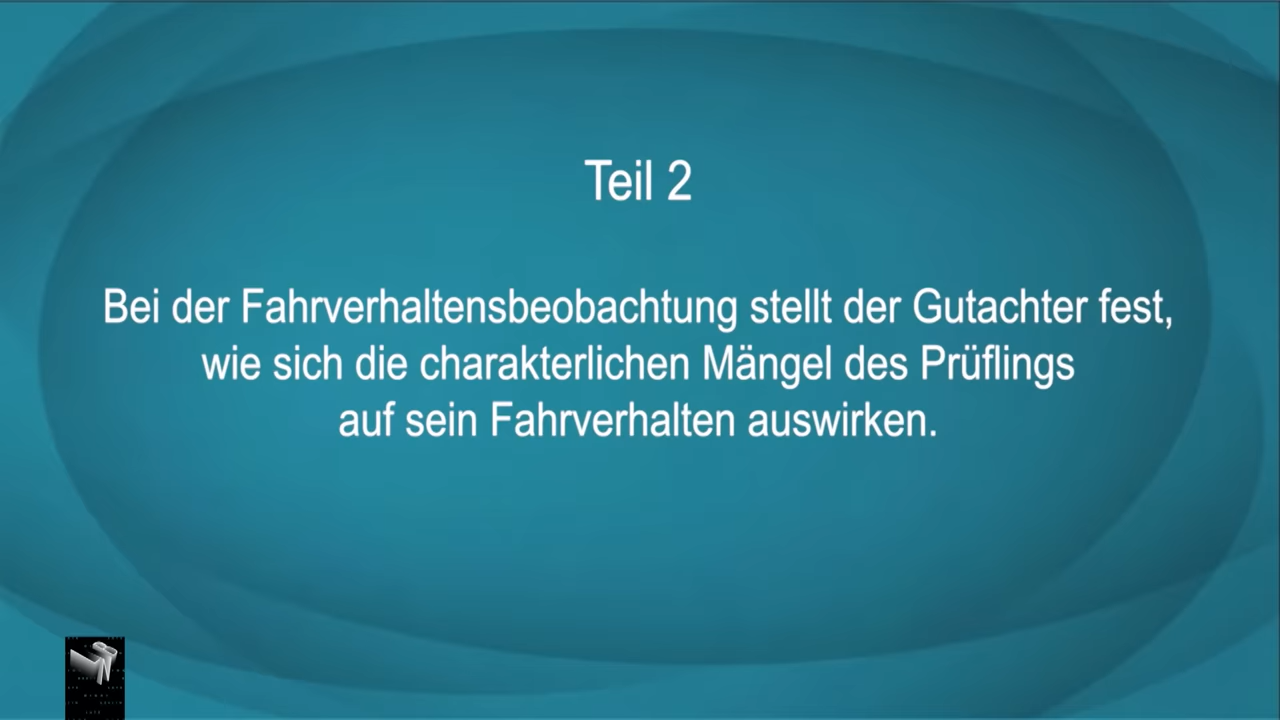 Teil 2
Bei der Fahrverhaltensbeobachtung stellt der Gutachter fest,
wie sich die charakterlichen Mängel des Prüflings
auf sein Fahrverhalten auswirken.